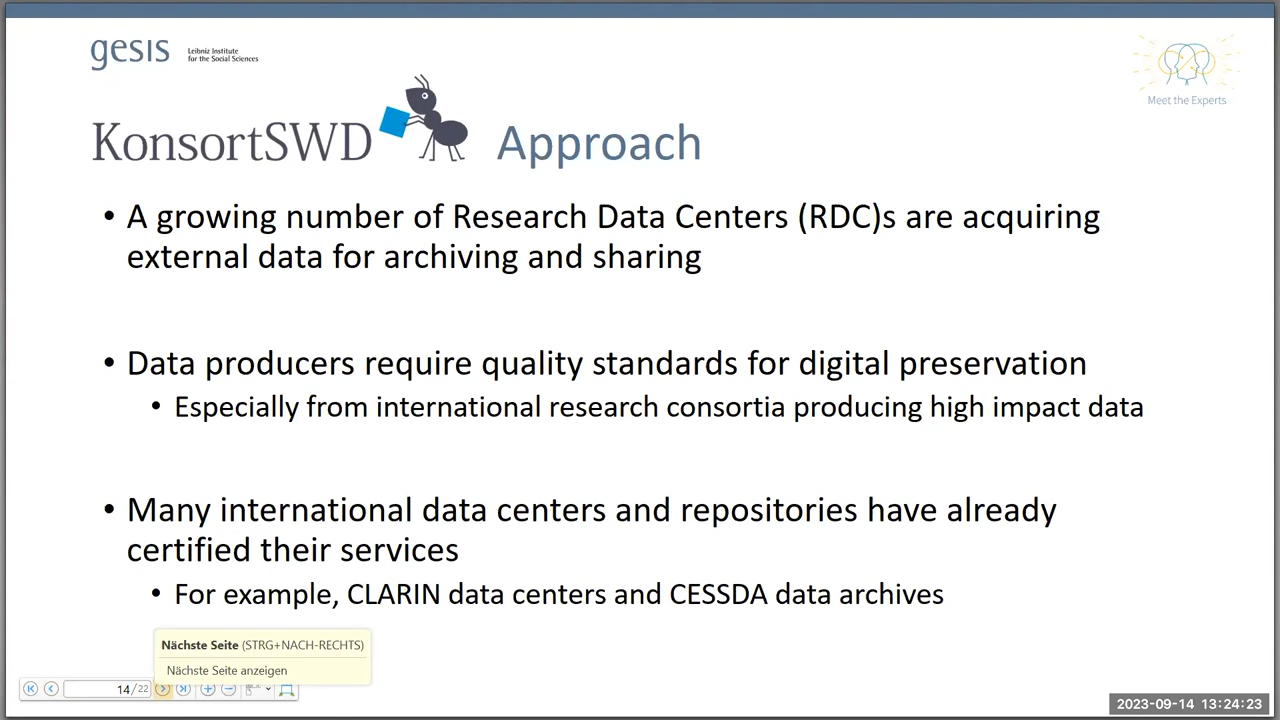 gesis
Leibniz Institute
for the Social Sciences
Meet the Experts
KonsortSWD Approach
• A growing number of Research Data Centers (RDC)s are acquiring
external data for archiving and sharing
• Data producers require quality standards for digital preservation
• Especially from international research consortia producing high impact data
• Many international data centers and repositories have already
certified their services
• For example, CLARIN data centers and CESSDA data archives
Nächste Seite (STRG+NACH-RECHTS)
Nächste Seite anzeigen
14/22
2023-09-14 13:24:23